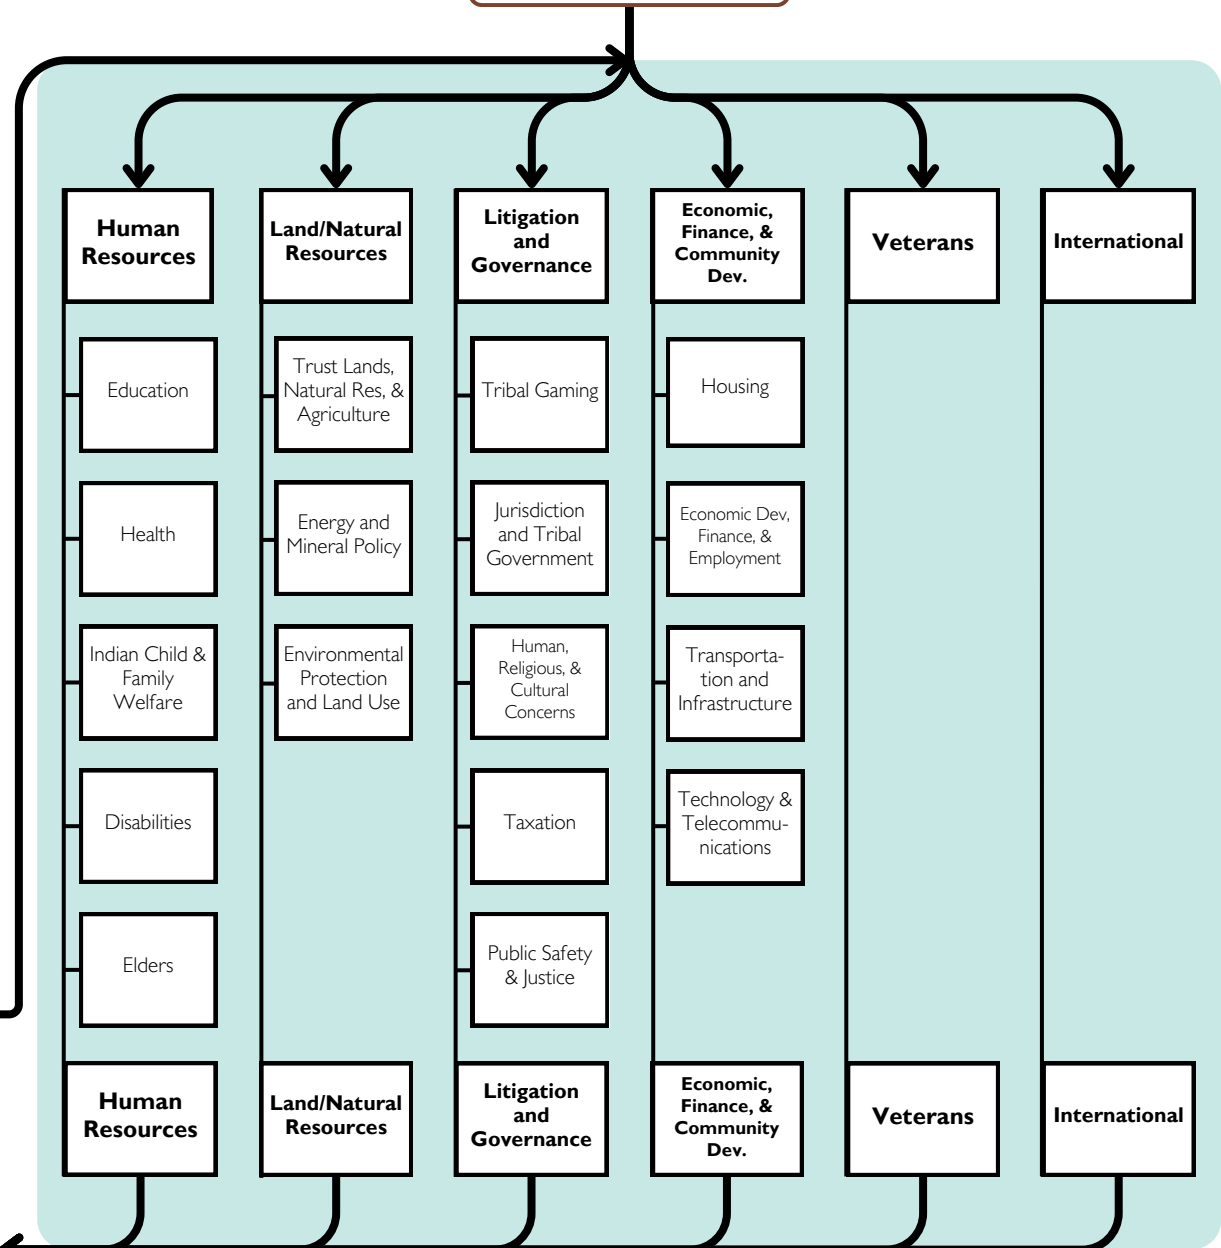 Human
Resources
Land/Natural
Resources
Litigation
and
Governance
Economic,
Finance, &
Community
Dev.
Veterans
International
Education
Trust Lands,
Natural Res, &
Agriculture
Tribal Gaming
Housing
Health
Energy and
Mineral Policy
Jurisdiction
and Tribal
Government
Economic Dev,
Finance, &
Employment
Indian Child &
Family
Welfare
Environmental
Protection
and Land Use
Human,
Religious, &
Cultural
Concerns
Transporta-
tion and
Infrastructure
Disabilities
Taxation
Technology &
Telecommu-
nications
Elders
Public Safety
& Justice
Human
Resources
Land/Natural
Resources
Litigation
and
Governance
Economic,
Finance, &
Community
Dev.
Veterans
International